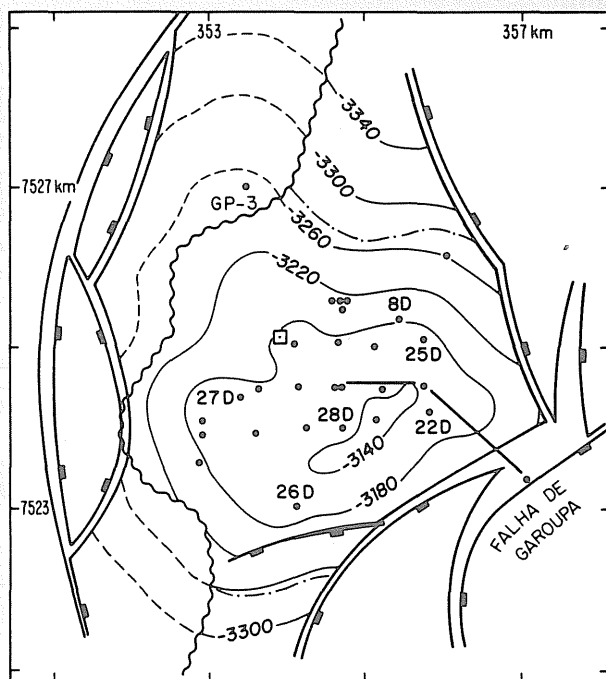 353
357 km
-3340
-3300
7527 km
GP-3
-3260
-3220
8D
25D
27D
28D
22D
-3140
26D
-3180
7523
FALHA DE
GAROUPA
-3300